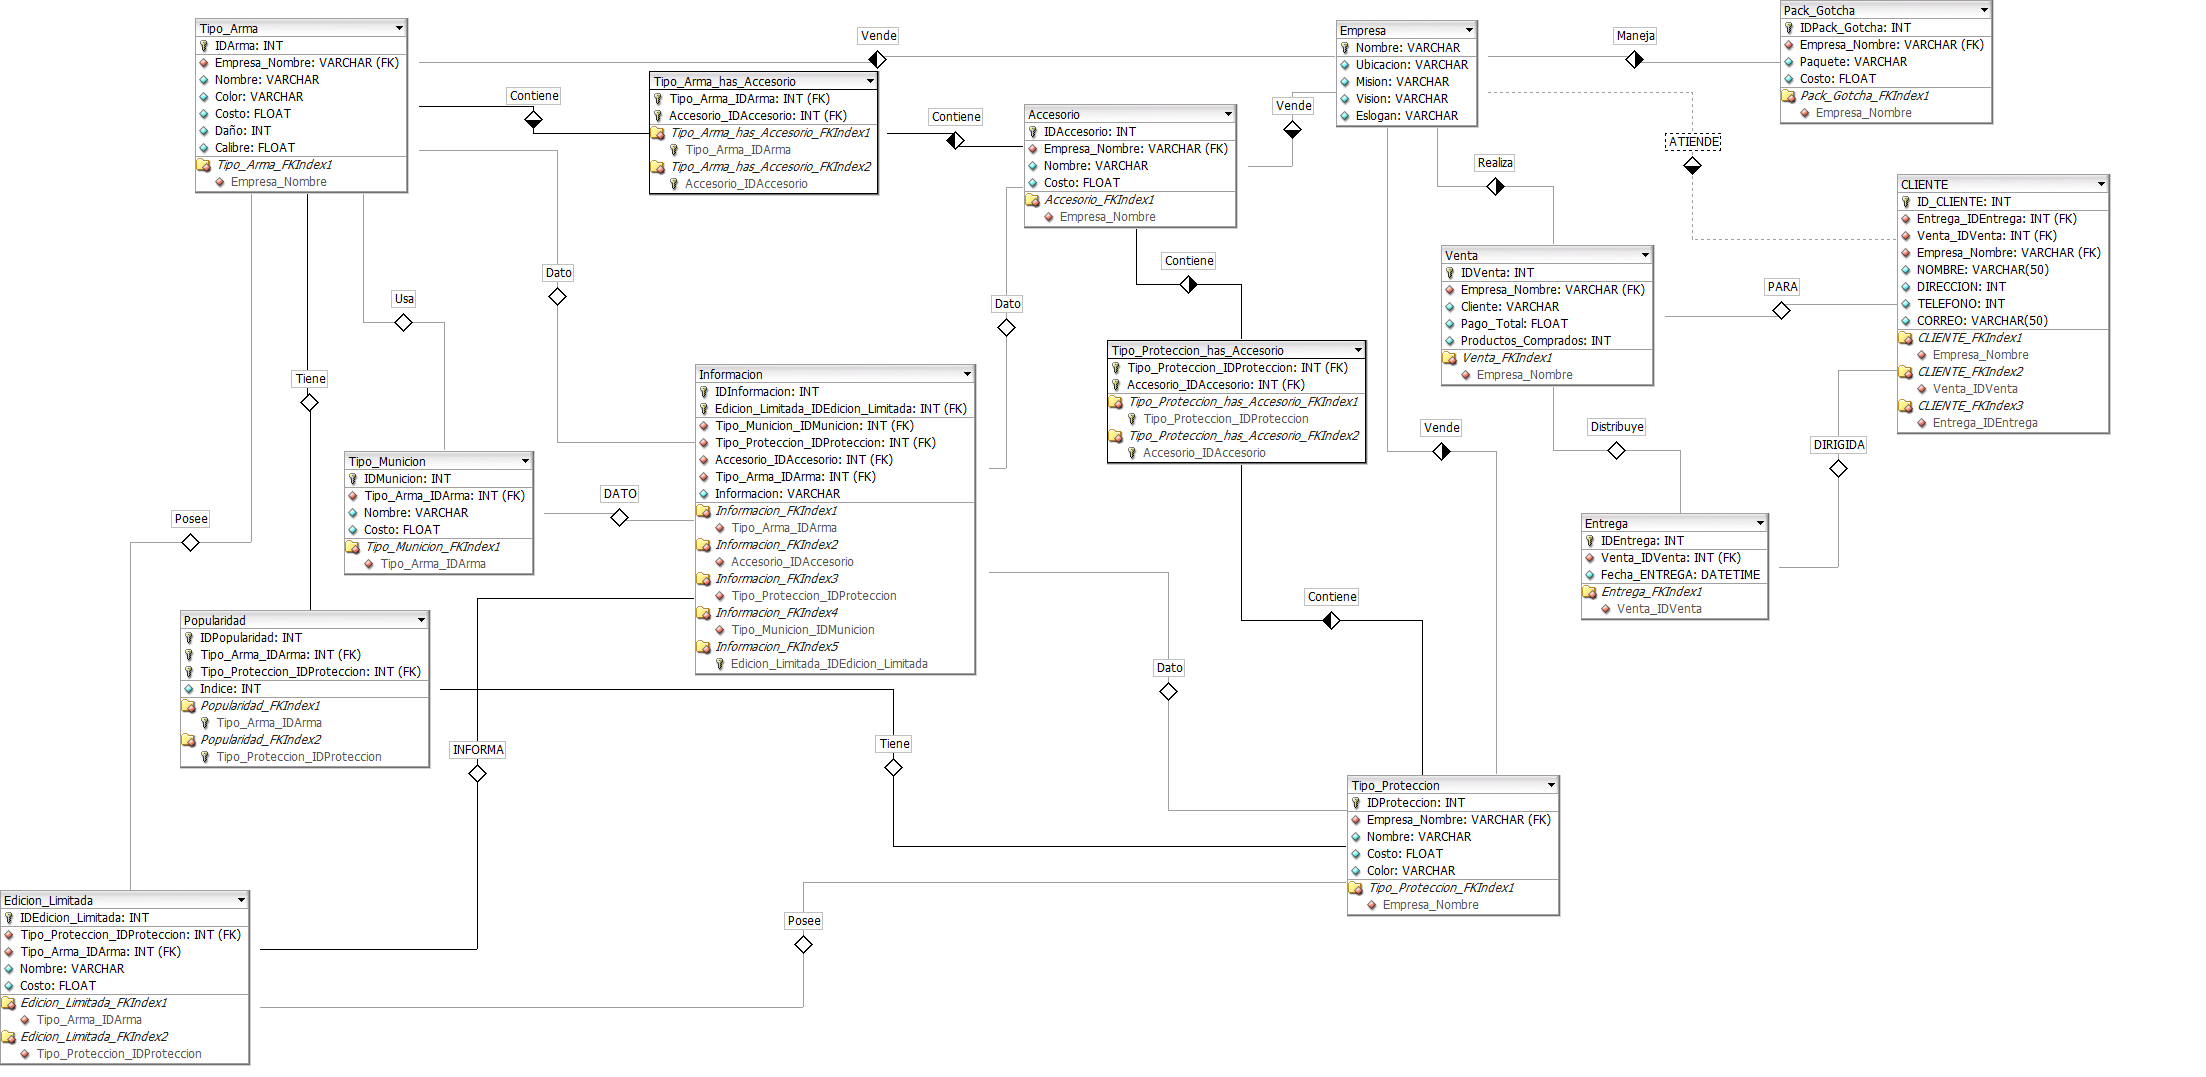 Tipo_Arma
IDArma: INT
Empresa_Nombre: VARCHAR (FK)
Nombre: VARCHAR
Color: VARCHAR
Costo: FLOAT
Daño: INT
Calibre: FLOAT
Tipo_Arma_FKIndex1
Empresa_Nombre
Vende
Contiene
Tipo_Arma_has_Accesorio
Tipo_Arma_IDArma: INT (FK)
Accesorio_IDAccesorio: INT (FK)
Tipo_Arma_has_Accesorio_FKIndex1
Tipo_Arma_IDArma
Tipo_Arma_has_Accesorio_FKIndex2
Accesorio_IDAccesorio
Contiene
Accesorio
IDAccesorio: INT
Empresa_Nombre: VARCHAR (FK)
Nombre: VARCHAR
Costo: FLOAT
Accesorio_FKIndex1
Empresa_Nombre
Vende
Empresa
Nombre: VARCHAR
Ubicacion: VARCHAR
Mision: VARCHAR
Vision: VARCHAR
Eslogan: VARCHAR
Maneja
Pack_Gotcha
IDPack_Gotcha: INT
Empresa_Nombre: VARCHAR (FK)
Paquete: VARCHAR
Costo: FLOAT
Pack_Gotcha_FKIndex1
Empresa_Nombre
ATIENDE
Realiza
CLIENTE
ID_CLIENTE: INT
Entrega_IDEntrega: INT (FK)
Venta_IDVenta: INT (FK)
Empresa_Nombre: VARCHAR (FK)
NOMBRE: VARCHAR(50)
DIRECCION: INT
TELEFONO: INT
CORREO: VARCHAR(50)
CLIENTE_FKIndex1
Empresa_Nombre
CLIENTE_FKIndex2
Venta_IDVenta
CLIENTE_FKIndex3
Entrega_IDEntrega
Venta
IDVenta: INT
Empresa_Nombre: VARCHAR (FK)
Cliente: VARCHAR
Pago_Total: FLOAT
Productos_Comprados: INT
Venta_FKIndex1
Empresa_Nombre
PARA
Dato
Usa
Contiene
Dato
Tiene
Tipo_Proteccion_has_Accesorio
Tipo_Proteccion_IDProteccion: INT (FK)
Accesorio_IDAccesorio: INT (FK)
Tipo_Proteccion_has_Accesorio_FKIndex1
Tipo_Proteccion_IDProteccion
Tipo_Proteccion_has_Accesorio_FKIndex2
Accesorio_IDAccesorio
Informacion
IDInformacion: INT
Edicion_Limitada_IDEdicion_Limitada: INT (FK)
Tipo_Municion_IDMunicion: INT (FK)
Tipo_Proteccion_IDProteccion: INT (FK)
Accesorio_IDAccesorio: INT (FK)
Tipo_Arma_IDArma: INT (FK)
Informacion: VARCHAR
Informacion_FKIndex1
Tipo_Arma_IDArma
Informacion_FKIndex2
Accesorio_IDAccesorio
Informacion_FKIndex3
Tipo_Proteccion_IDProteccion
Informacion_FKIndex4
Tipo_Municion_IDMunicion
Informacion_FKIndex5
Edicion_Limitada_IDEdicion_Limitada
Vende
Distribuye
DIRIGIDA
Tipo_Municion
IDMunicion: INT
Tipo_Arma_IDArma: INT (FK)
Nombre: VARCHAR
Costo: FLOAT
Tipo_Municion_FKIndex1
Tipo_Arma_IDArma
DATO
Posee
Entrega
IDEntrega: INT
Venta_IDVenta: INT (FK)
Fecha_ENTREGA: DATETIME
Entrega_FKIndex1
Venta_IDVenta
Contiene
Popularidad
IDPopularidad: INT
Tipo_Arma_IDArma: INT (FK)
Tipo_Proteccion_IDProteccion: INT (FK)
Indice: INT
Popularidad_FKIndex1
Tipo_Arma_IDArma
Popularidad_FKIndex2
Tipo_Proteccion_IDProteccion
Dato
INFORMA
Tiene
Tipo_Proteccion
IDProteccion: INT
Empresa_Nombre: VARCHAR (FK)
Nombre: VARCHAR
Costo: FLOAT
Color: VARCHAR
Tipo_Proteccion_FKIndex1
Empresa_Nombre
Posee
Edicion_Limitada
IDEdicion_Limitada: INT
Tipo_Proteccion_IDProteccion: INT (FK)
Tipo_Arma_IDArma: INT (FK)
Nombre: VARCHAR
Costo: FLOAT
Edicion_Limitada_FKIndex1
Tipo_Arma_IDArma
Edicion_Limitada_FKIndex2
Tipo_Proteccion_IDProteccion